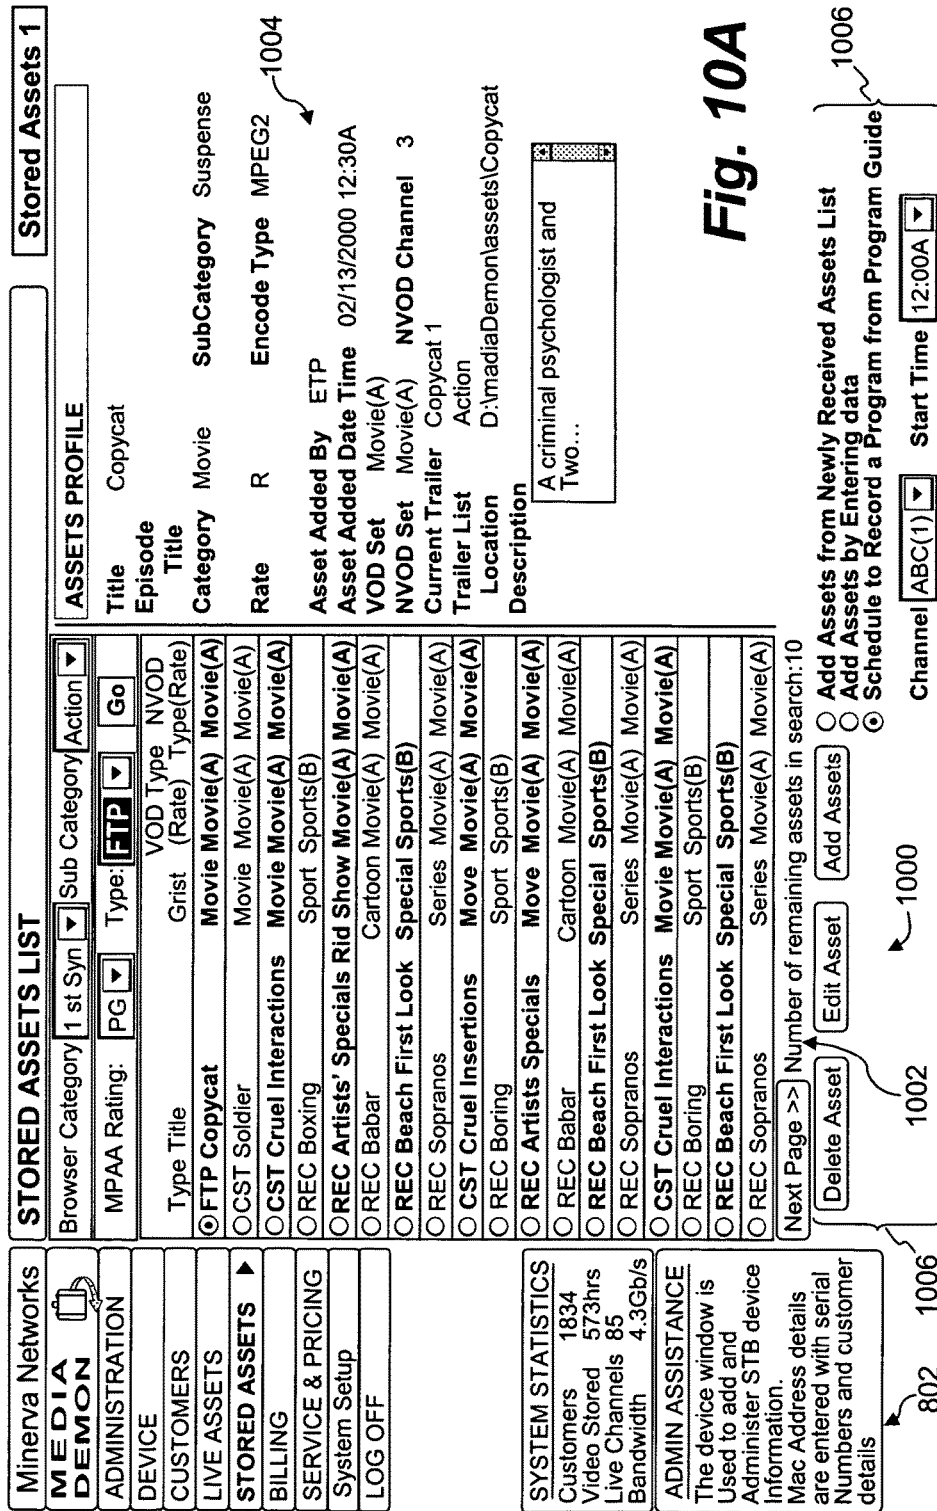 Minerva Networks
MEDIA
DEMON
ADMINISTRATION
DEVICE
CUSTOMERS
LIVE ASSETS
STORED ASSETS ▶
BILLING
SERVICE & PRICING
System Setup
LOG OFF
SYSTEM STATISTICS
Customers 1834
Video Stored 573hrs
Live Channels 85
Bandwidth 4.3Gb/s
ADMIN ASSISTANCE
The device window is
Used to add and
Administer STB device
Information.
Mac Address details
are entered with serial
Numbers and customer
details
802
STORED ASSETS LIST
Stored Assets 1
Browser Category 1 st Syn ▼ Sub Category Action ▼
MPAA Rating: PG ▼ Type: FTP ▼ Go
Type Title Grist VOD Type (Rate) NVOD Type(Rate)
FTP Copycat Movie Movie(A) Movie(A)
CST Soldier Movie Movie(A) Movie(A)
CST Cruel Interactions Movie Movie(A) Movie(A)
REC Boxing Sport Sports(B)
REC Artists' Specials Rid Show Movie(A) Movie(A)
REC Babar Cartoon Movie(A) Movie(A)
REC Beach First Look Special Sports(B)
REC Sopranos Series Movie(A) Movie(A)
CST Cruel Insertions Move Movie(A) Movie(A)
REC Boring Sport Sports(B)
REC Artists Specials Move Movie(A) Movie(A)
REC Babar Cartoon Movie(A) Movie(A)
REC Beach First Look Special Sports(B)
REC Sopranos Series Movie(A) Movie(A)
CST Cruel Interactions Movie Movie(A) Movie(A)
REC Boring Sport Sports(B)
REC Beach First Look Special Sports(B)
REC Sopranos Series Movie(A) Movie(A)
Next Page >> Number of remaining assets in search:10
Delete Asset Edit Asset Add Assets
1006
1002
1000
ASSETS PROFILE
Title Copycat
Episode
Title
Category Movie SubCategory Suspense
Rate R Encode Type MPEG2
Asset Added By ETP
Asset Added Date Time 02/13/2000 12:30A
VOD Set Movie(A)
NVOD Set Movie(A) NVOD Channel 3
Current Trailer Copycat 1
Trailer List Action
Location D:\madiaDemon\assets\Copycat
Description
A criminal psychologist and
Two...
1004
Fig. 10A
Add Assets from Newly Received Assets List
Add Assets by Entering data
Schedule to Record a Program from Program Guide
Channel ABC(1) ▼ Start Time 12:00A ▼
1006